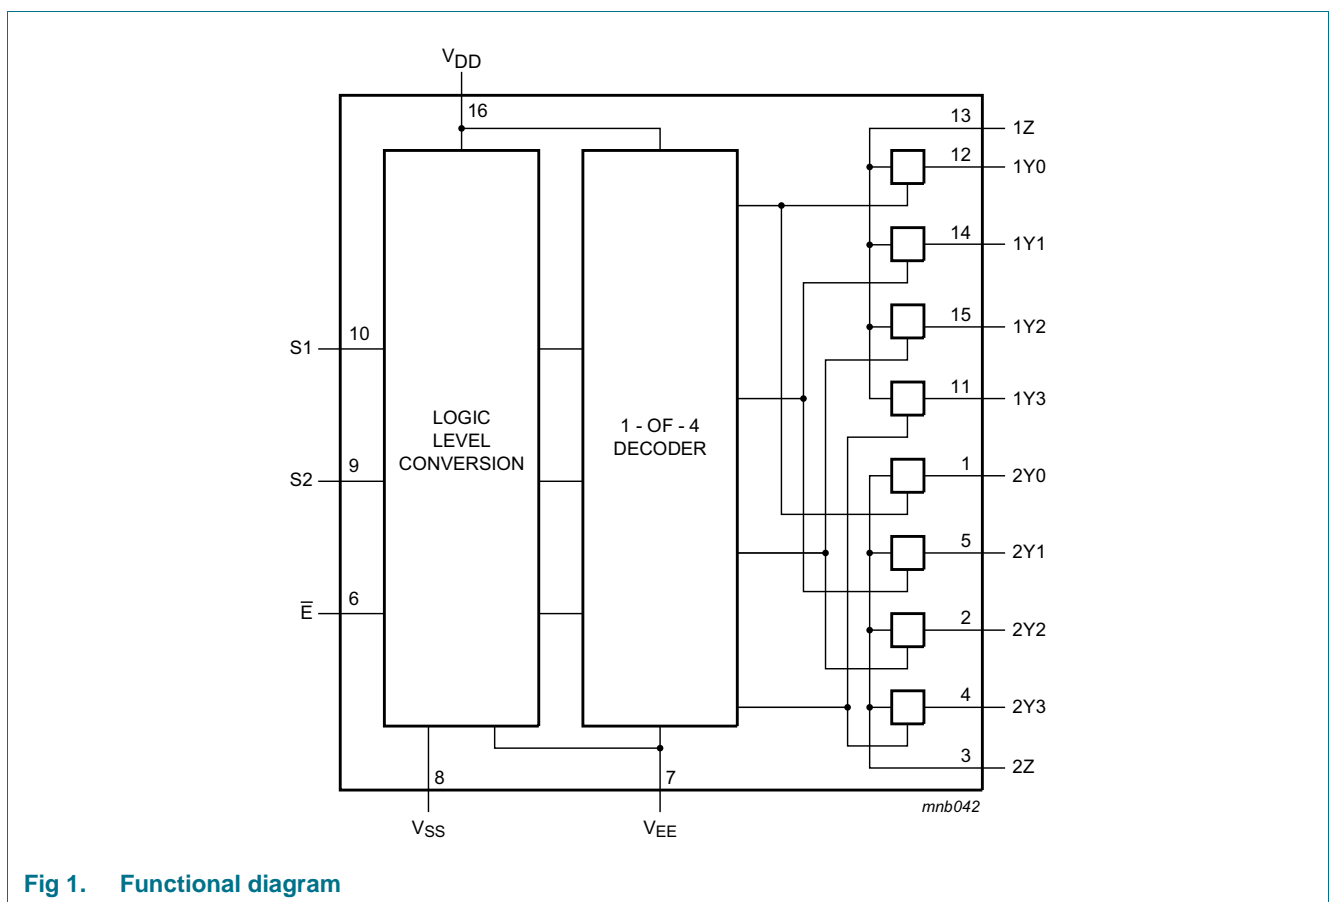 VDD
16
13 1Z
12 1Y0
14 1Y1
15 1Y2
10
S1
11 1Y3
LOGIC
LEVEL
CONVERSION
1 - OF - 4
DECODER
9
S2
1 2Y0
5 2Y1
6
E̅
2 2Y2
4 2Y3
3 2Z
8
7
VSS
VEE
mnb042
Fig 1. Functional diagram